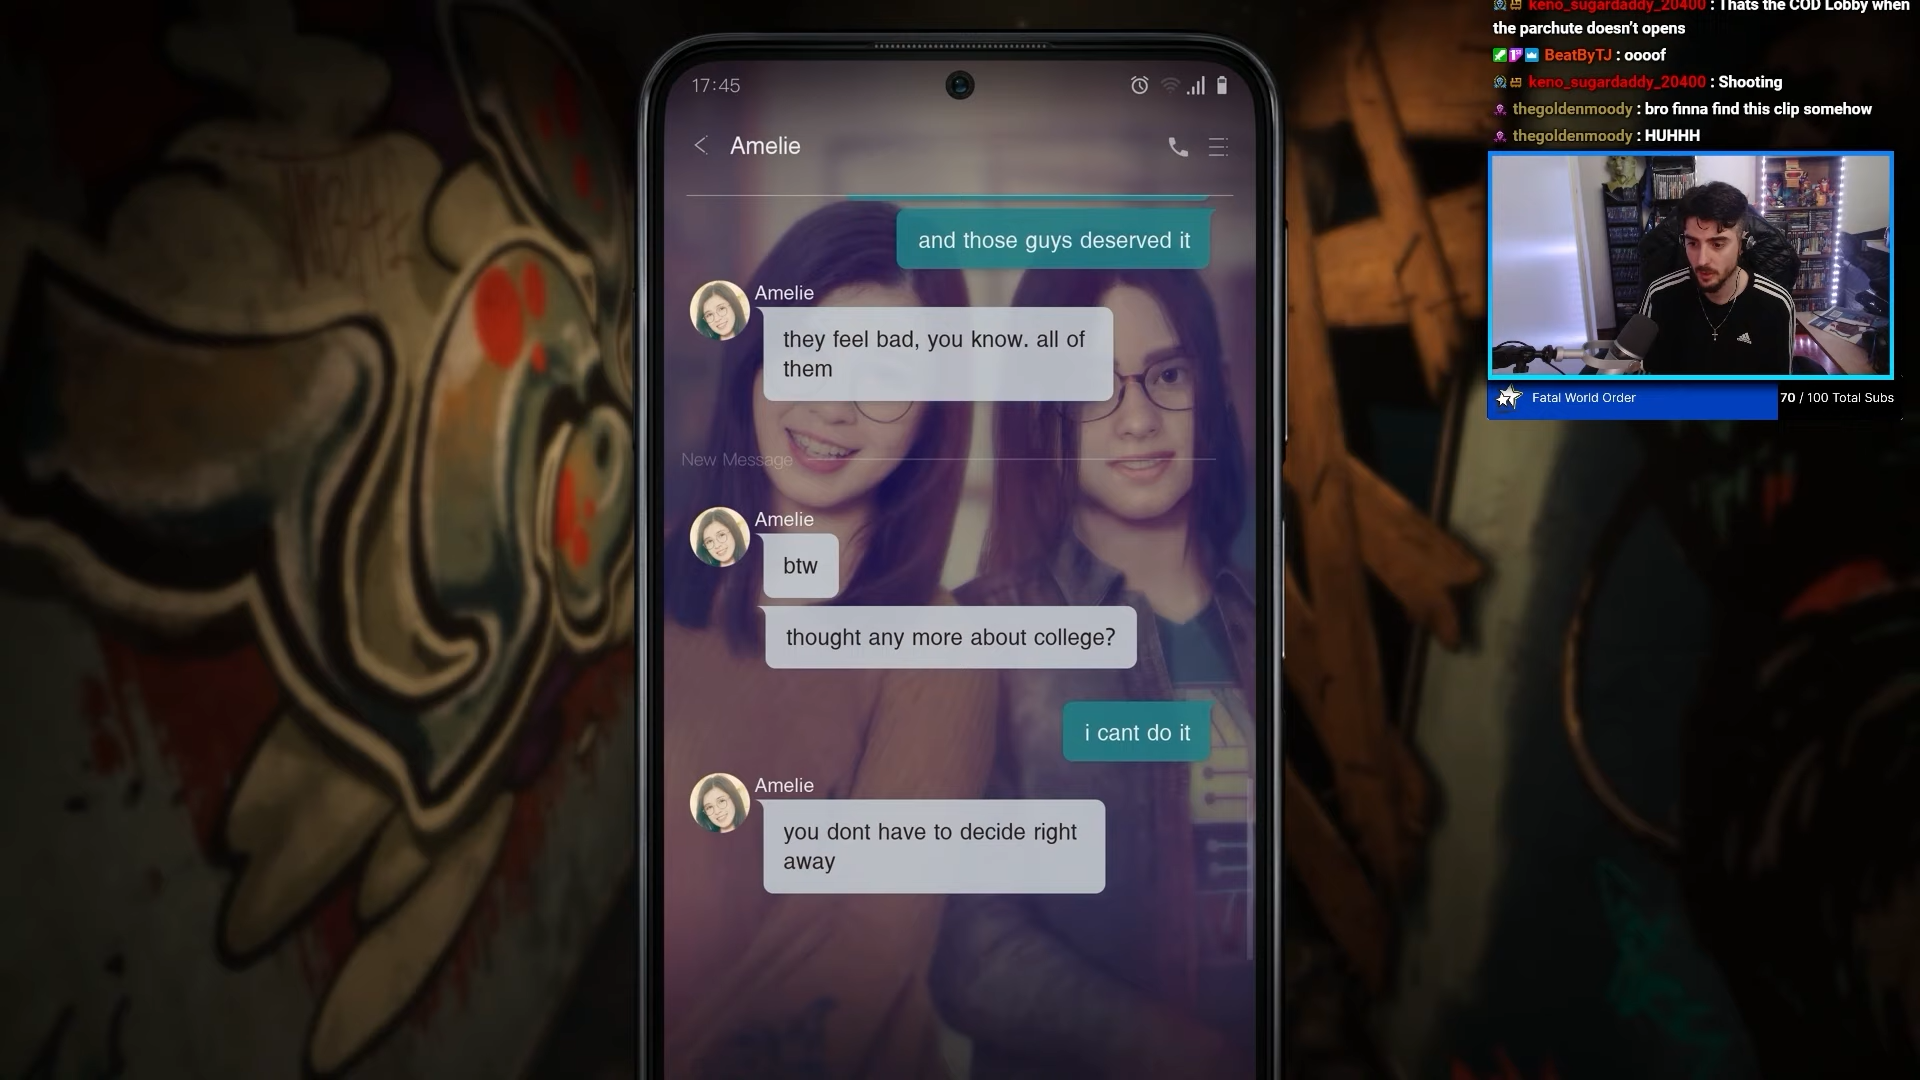 keno_sugardaddy_20400 : Thats the COD Lobby when
the parchute doesn't opens
BeatByTJ : oooof
keno_sugardaddy_20400 : Shooting
thegoldenmoody : bro finna find this clip somehow
thegoldenmoody : HUHHH
Fatal World Order
70 / 100 Total Subs
17:45
Amelie
and those guys deserved it
Amelie
they feel bad, you know. all of
them
New Message
Amelie
btw
thought any more about college?
i cant do it
Amelie
you dont have to decide right
away